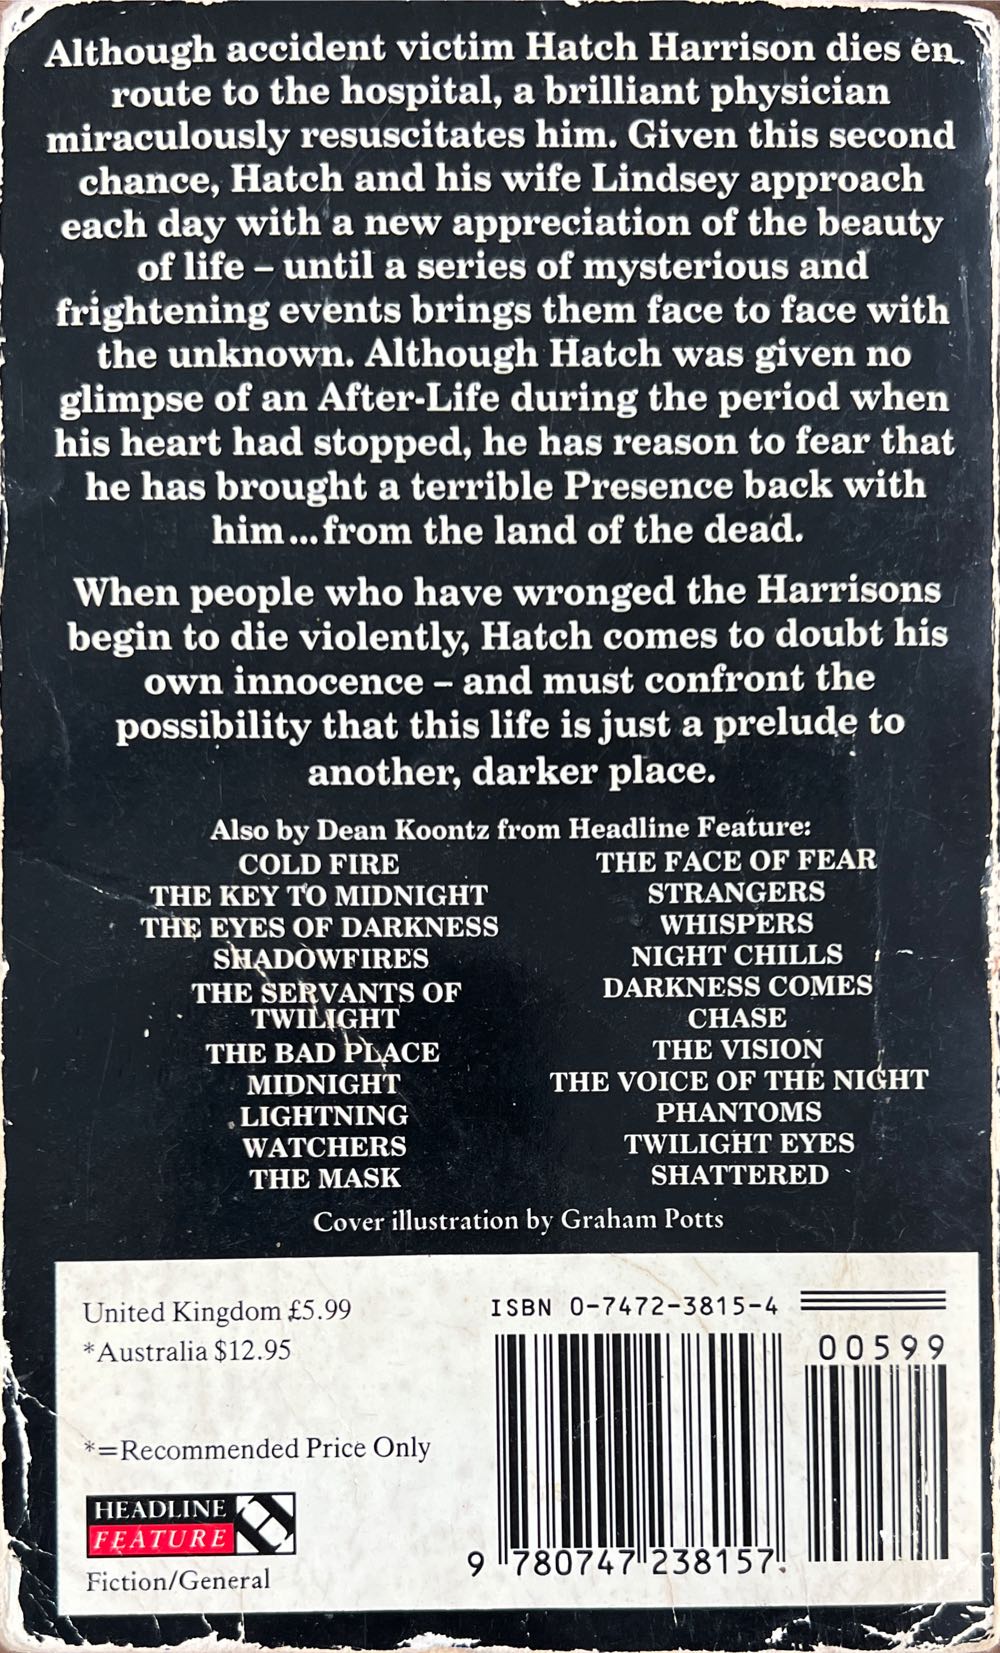 Although accident victim Hatch Harrison dies en
route to the hospital, a brilliant physician
miraculously resuscitates him. Given this second
chance, Hatch and his wife Lindsey approach
each day with a new appreciation of the beauty
of life – until a series of mysterious and
frightening events brings them face to face with
the unknown. Although Hatch was given no
glimpse of an After-Life during the period when
his heart had stopped, he has reason to fear that
he has brought a terrible Presence back with
him...from the land of the dead.
When people who have wronged the Harrisons
begin to die violently, Hatch comes to doubt his
own innocence – and must confront the
possibility that this life is just a prelude to
another, darker place.
Also by Dean Koontz from Headline Feature:
COLD FIRE
THE KEY TO MIDNIGHT
THE EYES OF DARKNESS
SHADOWFIRES
THE SERVANTS OF
TWILIGHT
THE BAD PLACE
MIDNIGHT
LIGHTNING
WATCHERS
THE MASK
THE FACE OF FEAR
STRANGERS
WHISPERS
NIGHT CHILLS
DARKNESS COMES
CHASE
THE VISION
THE VOICE OF THE NIGHT
PHANTOMS
TWILIGHT EYES
SHATTERED
Cover illustration by Graham Potts
United Kingdom £5.99
*Australia $12.95
*=Recommended Price Only
HEADLINE
FEATURE
Fiction/General
ISBN 0-7472-3815-4
00599
9 780747 238157